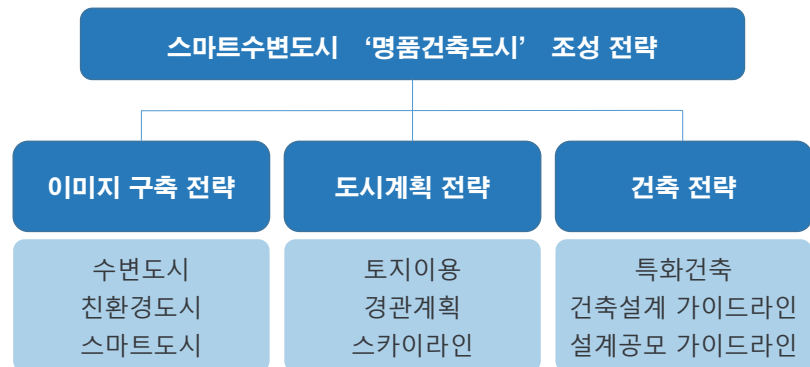 스마트수변도시 ‘명품건축도시’ 조성 전략
이미지 구축 전략
수변도시
친환경도시
스마트도시
도시계획 전략
토지이용
경관계획
스카이라인
건축 전략
특화건축
건축설계 가이드라인
설계공모 가이드라인